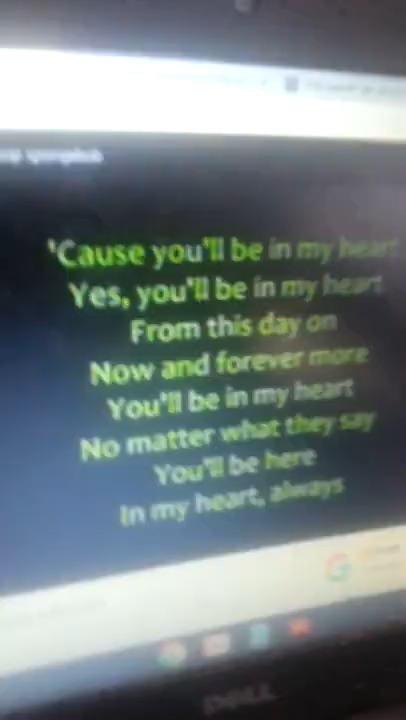 'Cause you'll be in my heart
Yes, you'll be in my heart
From this day on
Now and forever more
You'll be in my heart
No matter what they say
You'll be here
In my heart, always
DELL